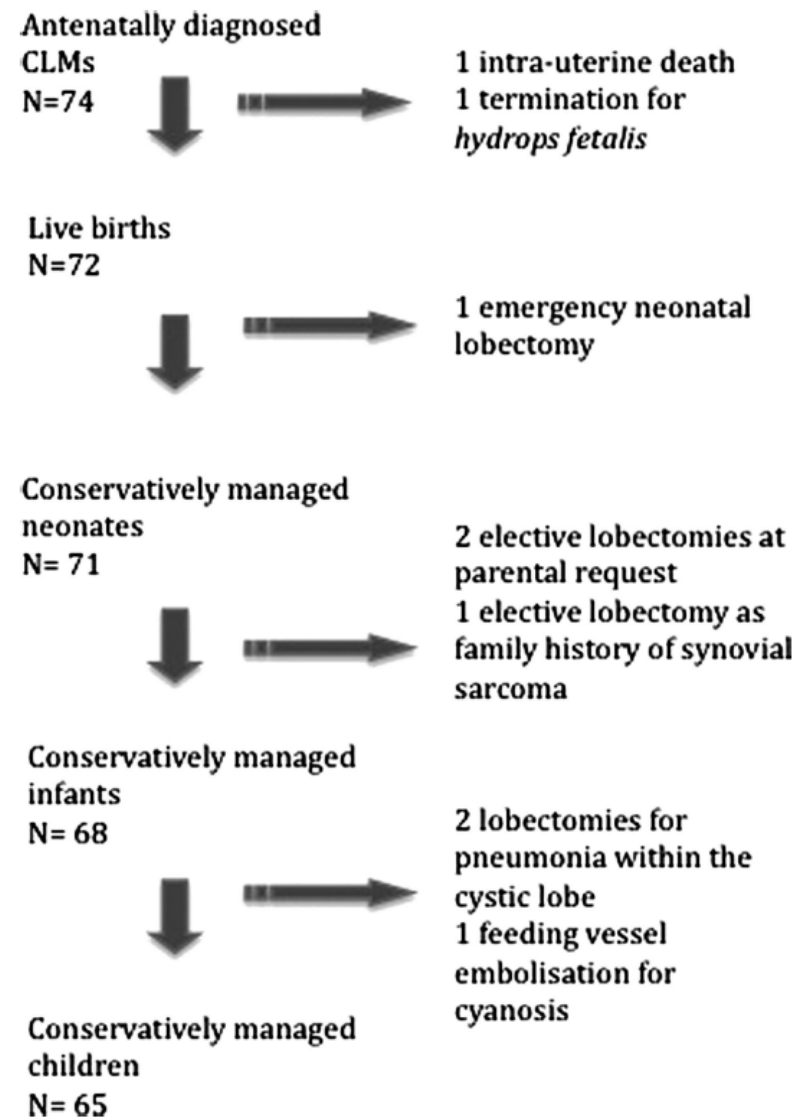 Antenatally diagnosed
CLMs
N=74
1 intra-uterine death
1 termination for
hydrops fetalis
Live births
N=72
1 emergency neonatal
lobectomy
Conservatively managed
neonates
N= 71
2 elective lobectomies at
parental request
1 elective lobectomy as
family history of synovial
sarcoma
Conservatively managed
infants
N= 68
2 lobectomies for
pneumonia within the
cystic lobe
1 feeding vessel
embolisation for
cyanosis
Conservatively managed
children
N= 65